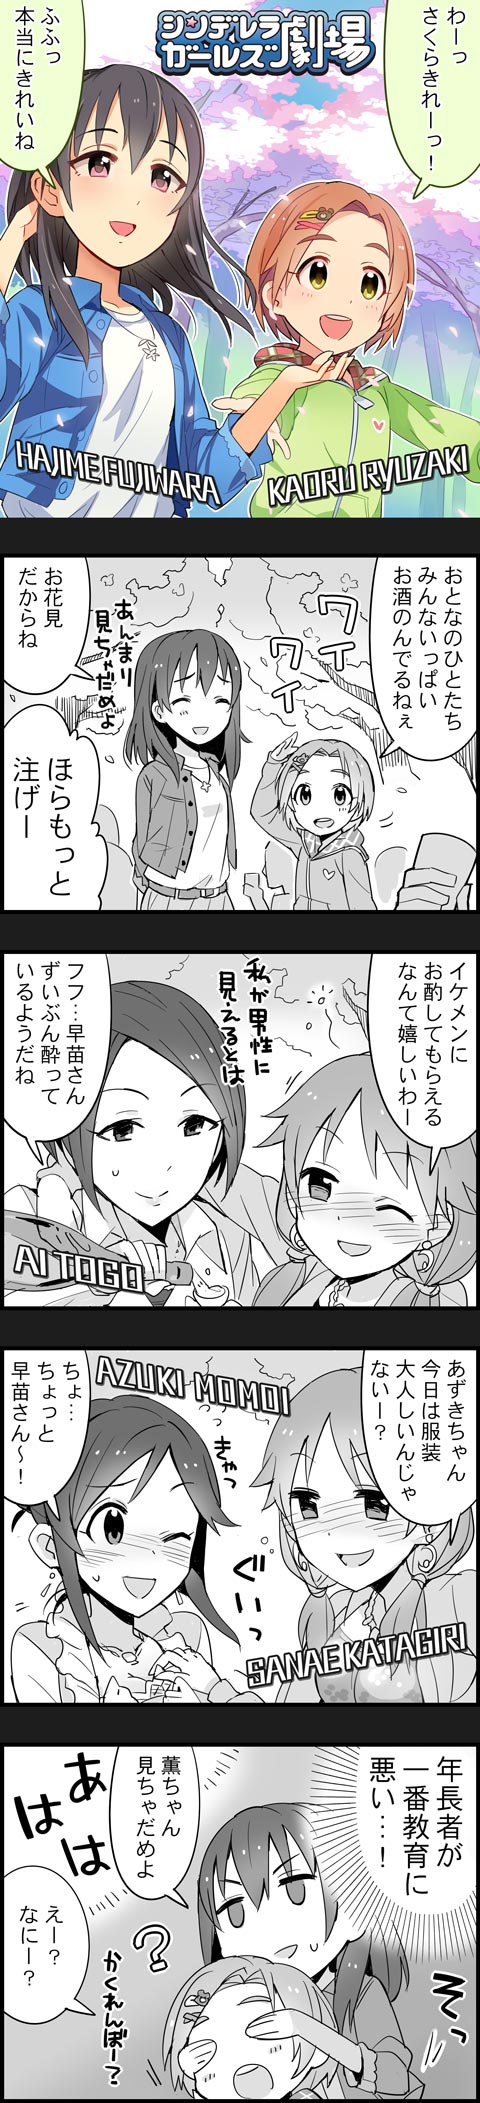 シンデレラ
ガールズ劇場
わーっ
さくらきれーっ！
ふふっ
本当にきれいね
HAJIME FUJIWARA
KAORU RYUZAKI
おとなのひとたち
みんないっぱい
お酒のんでるねぇ
ワイ
ワイ
お花見
だからね
あんまり
見ちゃだめよ
ほらもっと
注げー
イケメンに
お酌してもらえる
なんて嬉しいわー
私が男性に
見えるとは
フフ…早苗さん
ずいぶん酔って
いるようだね
AI TOGO
あずきちゃん
今日は服装
大人しいんじゃ
ないー？
AZUKI MOMOI
きゃっ
ちょ…
ちょっと
早苗さん～！
ぐいっ
SANAE KATAGIRI
年長者が
一番教育に
悪い…！
薫ちゃん
見ちゃだめよ
あはは
そっ
えー？
なにー？
？
かくれんぼー？